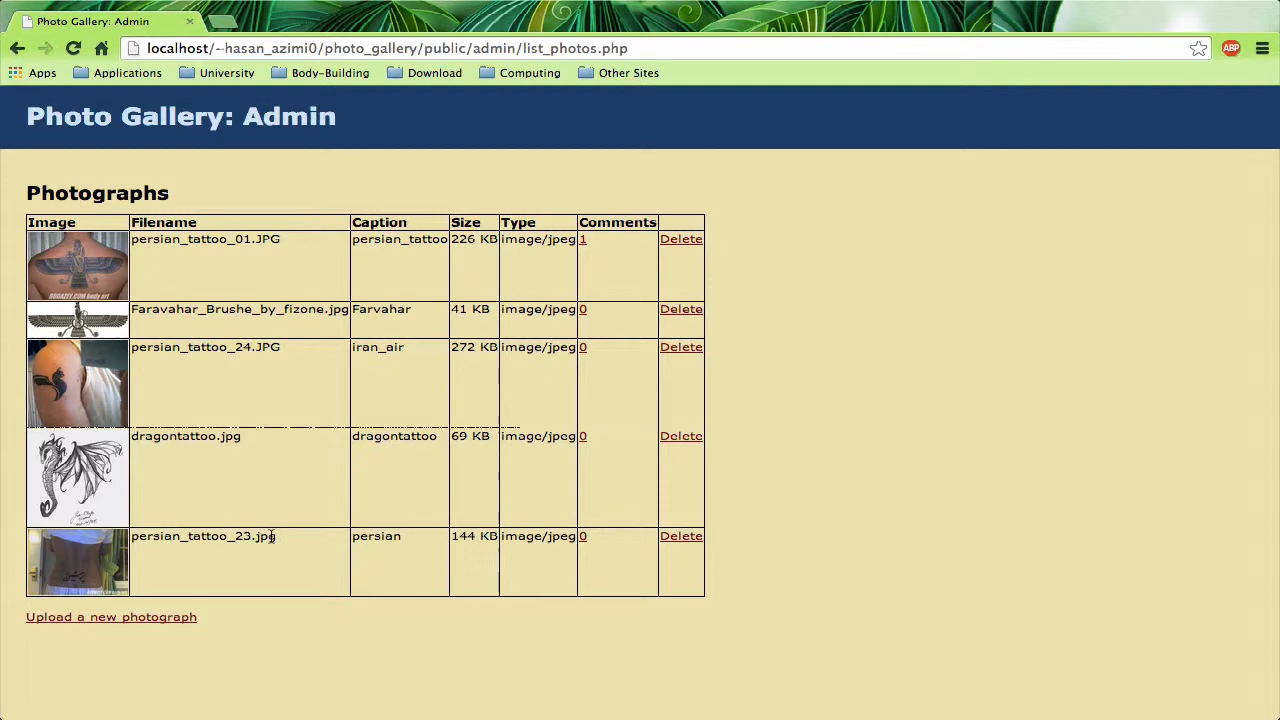 Photo Gallery: Admin
localhost/~hasan_azimi0/photo_gallery/public/admin/list_photos.php
ABP
Apps Applications University Body-Building Download Computing Other Sites
Photo Gallery: Admin
Photographs
Image Filename Caption Size Type Comments
persian_tattoo_01.JPG persian_tattoo 226 KB image/jpeg 1 Delete
Faravahar_Brushe_by_fizone.jpg Farvahar 41 KB image/jpeg 0 Delete
persian_tattoo_24.JPG iran_air 272 KB image/jpeg 0 Delete
dragontattoo.jpg dragontattoo 69 KB image/jpeg 0 Delete
persian_tattoo_23.jpg persian 144 KB image/jpeg 0 Delete
Upload a new photograph